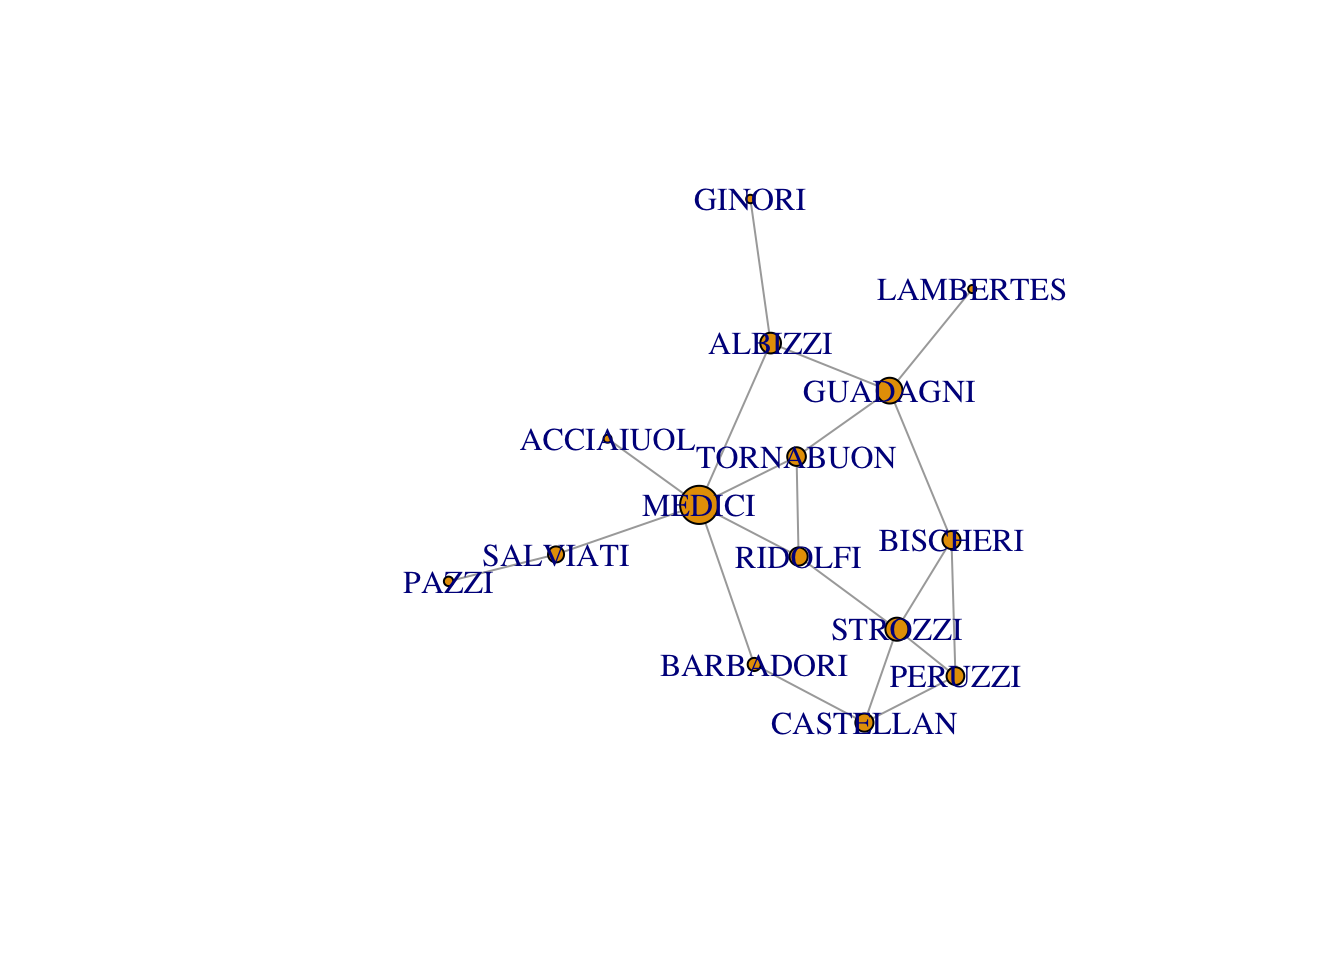 GINORI
LAMBERTES
ALBIZZI
GUADAGNI
ACCIAIUOL
TORNABUON
MEDICI
BISCHERI
SALVIATI
RIDOLFI
PAZZI
STROZZI
BARBADORI
PERUZZI
CASTELLAN